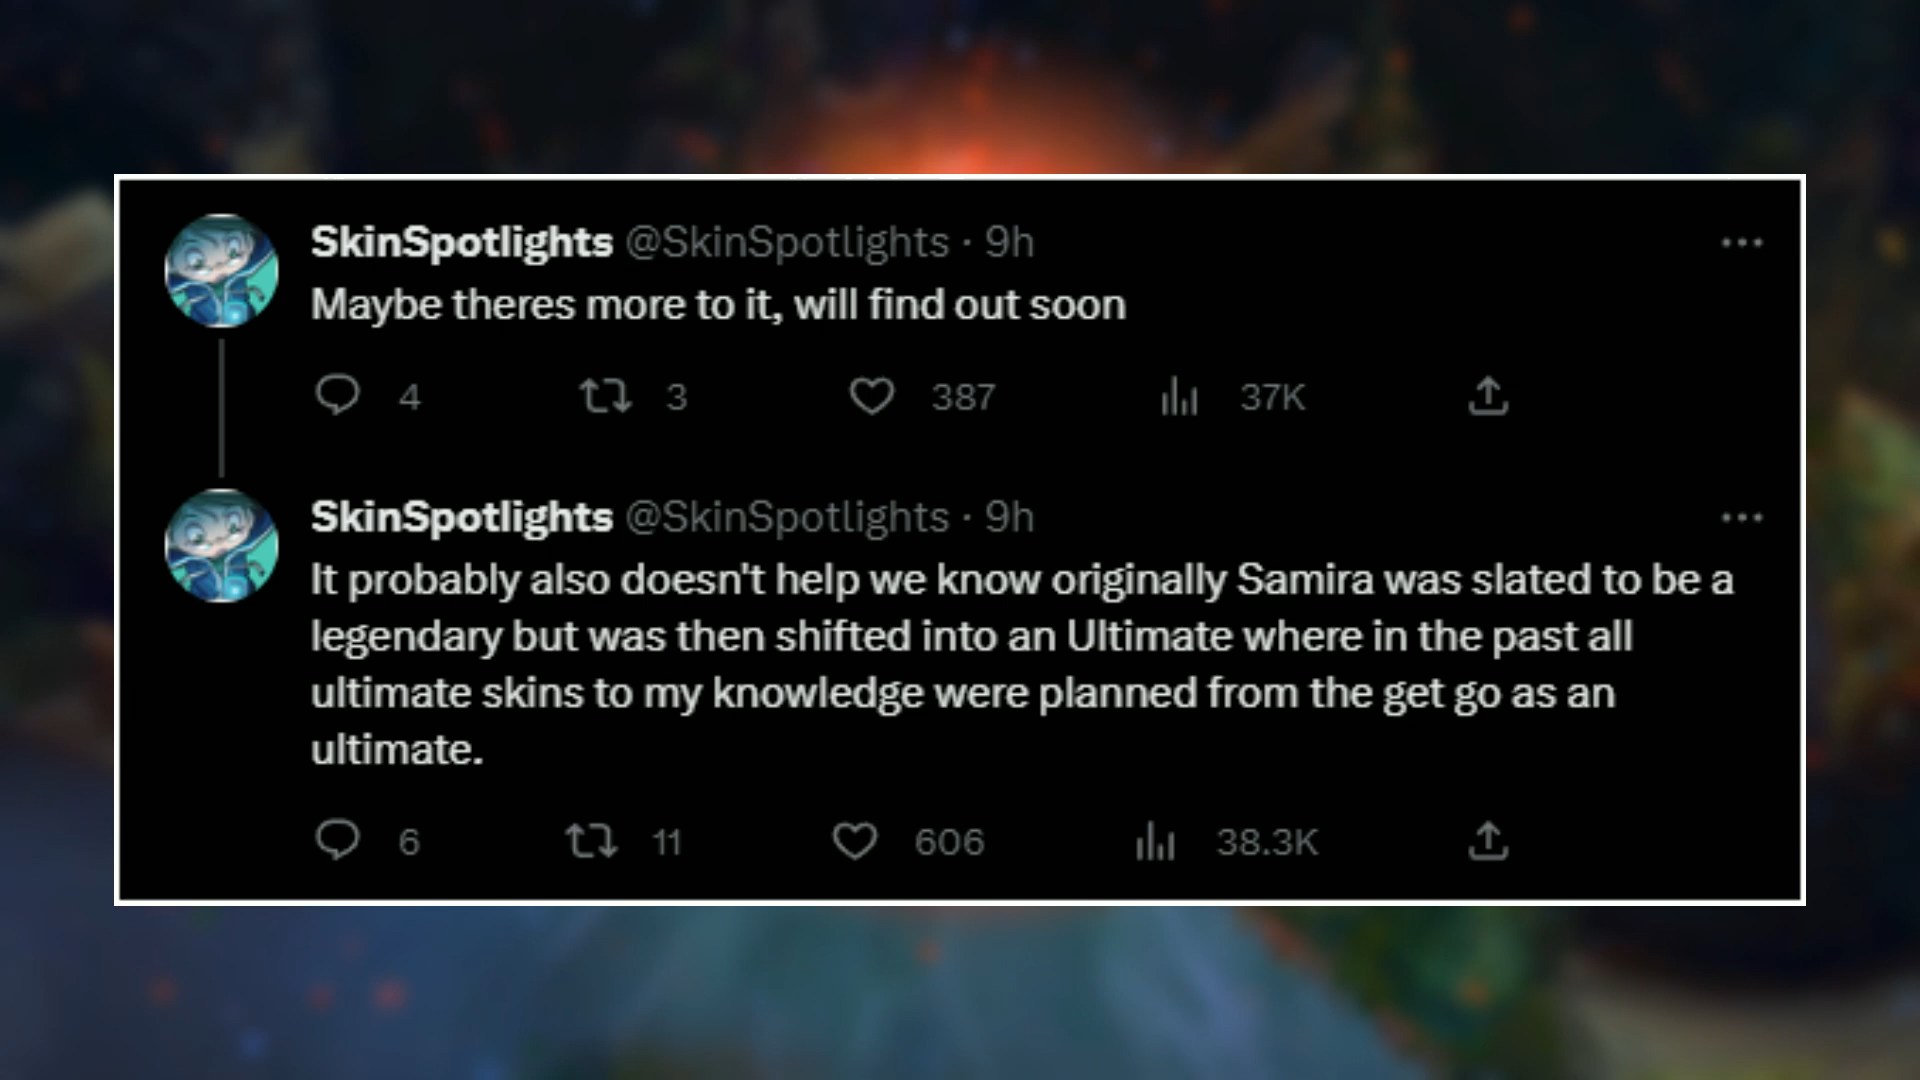 SkinSpotlights @SkinSpotlights · 9h
Maybe theres more to it, will find out soon
4 3 387 37K
SkinSpotlights @SkinSpotlights · 9h
It probably also doesn't help we know originally Samira was slated to be a
legendary but was then shifted into an Ultimate where in the past all
ultimate skins to my knowledge were planned from the get go as an
ultimate.
6 11 606 38.3K